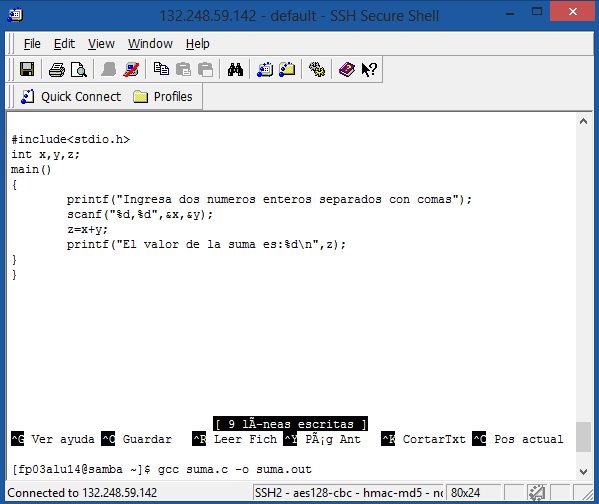 132.248.59.142 - default - SSH Secure Shell
File Edit View Window Help
Quick Connect Profiles
#include<stdio.h>
int x,y,z;
main()
{
printf("Ingresa dos numeros enteros separados con comas");
scanf("%d,%d",&x,&y);
z=x+y;
printf("El valor de la suma es:%d\n",z);
}
}
[ 9 lÃ-neas escritas ]
^G Ver ayuda ^O Guardar ^R Leer Fich ^Y PÃ¡g Ant ^K CortarTxt ^C Pos actual
[fp03alu14@samba ~]$ gcc suma.c -o suma.out
Connected to 132.248.59.142 SSH2 - aes128-cbc - hmac-md5 - nc 80x24